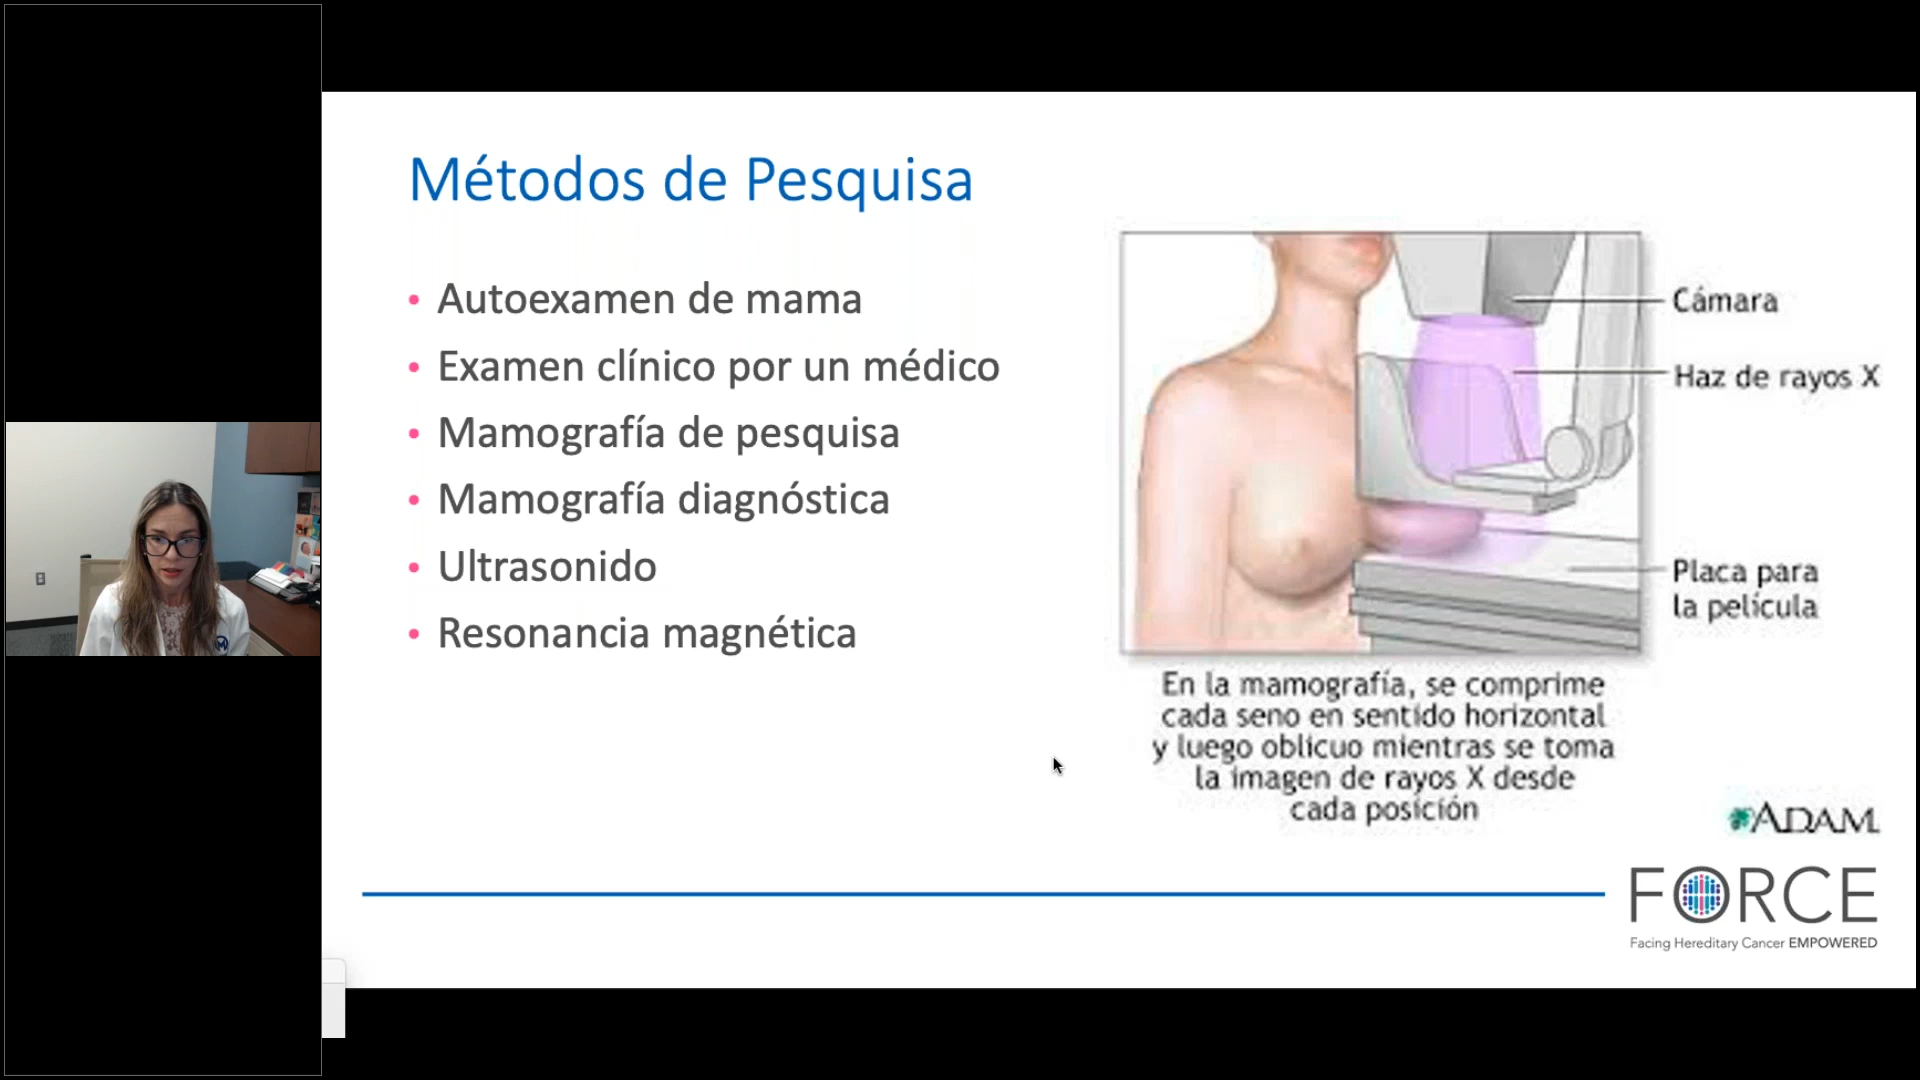 Métodos de Pesquisa
• Autoexamen de mama
• Examen clínico por un médico
• Mamografía de pesquisa
• Mamografía diagnóstica
• Ultrasonido
• Resonancia magnética
Cámara
Haz de rayos X
Placa para
la película
En la mamografía, se comprime
cada seno en sentido horizontal
y luego oblicuo mientras se toma
la imagen de rayos X desde
cada posición
ADAM
FORCE
Facing Hereditary Cancer EMPOWERED